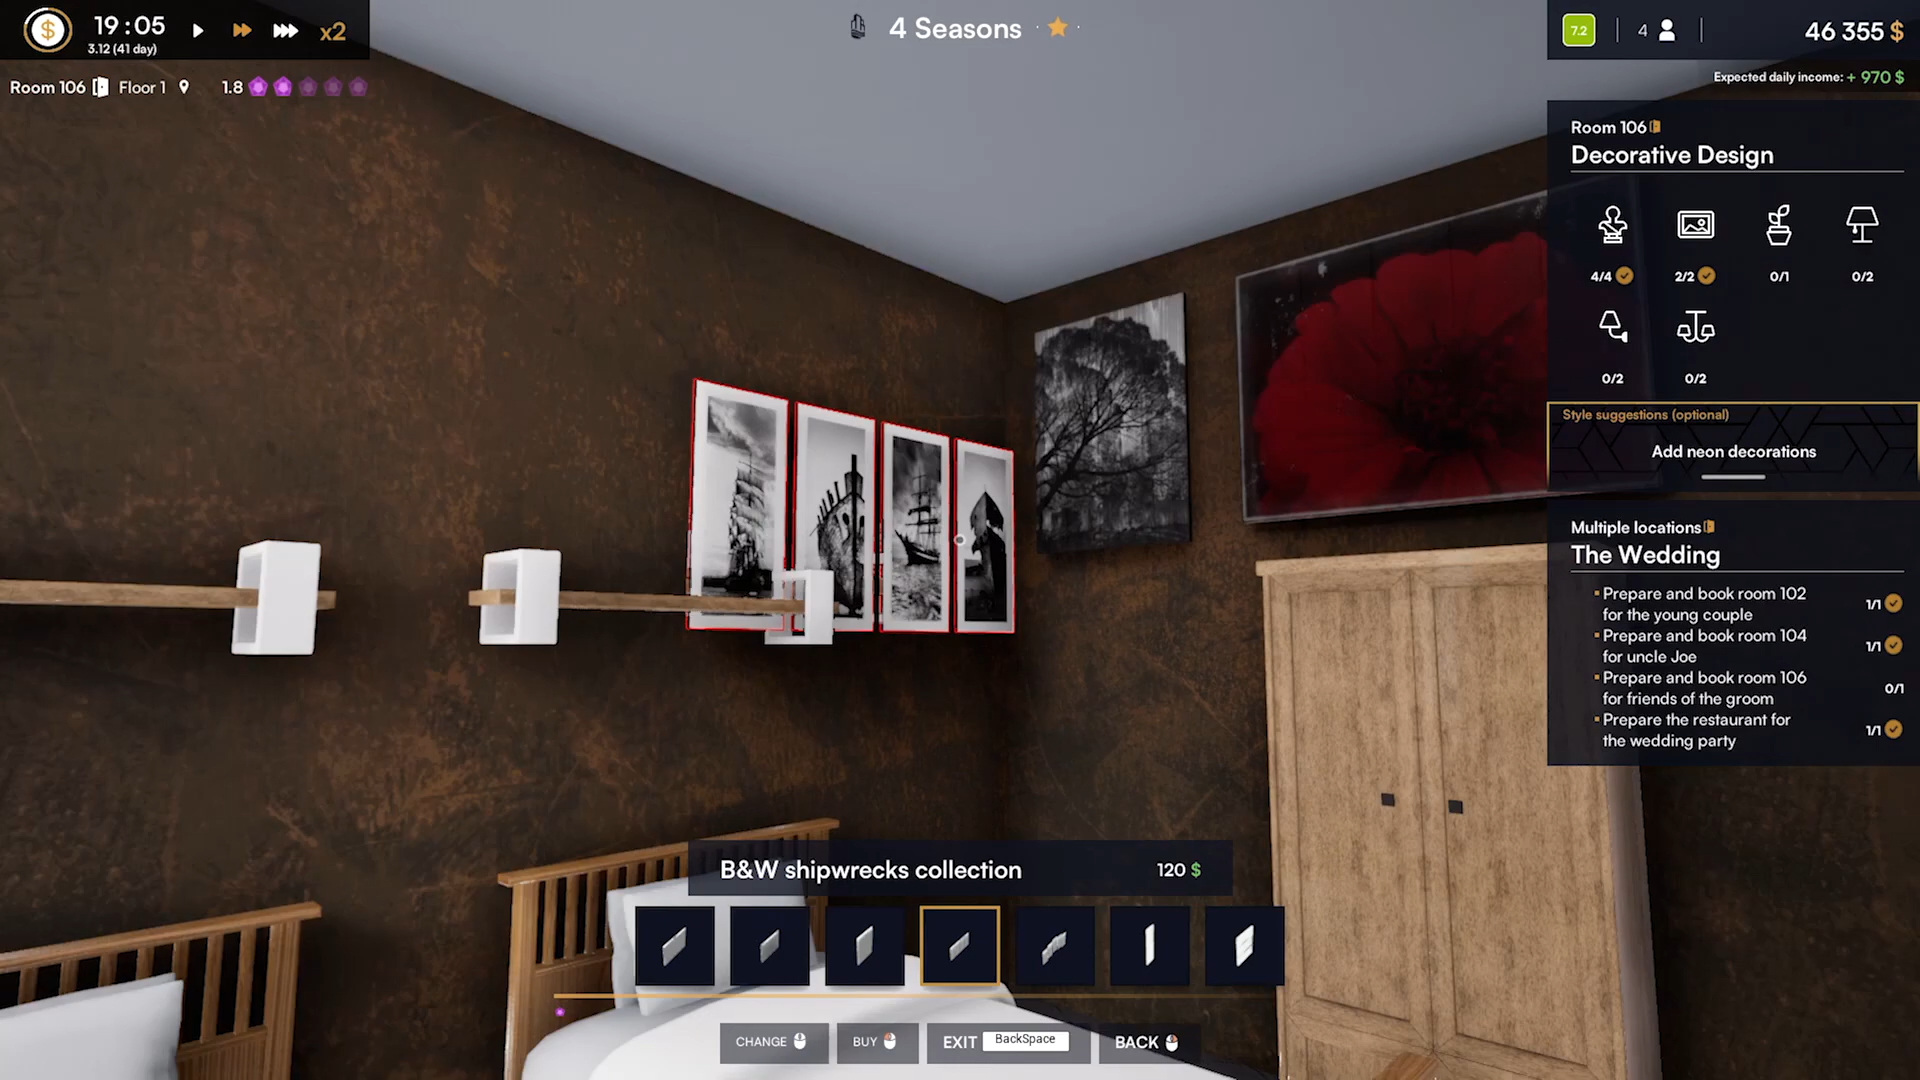 19:05
3.12 (41 day)
x2
4 Seasons
7.2
4
46 355 $
Expected daily income: + 970 $
Room 106
Floor 1
1.8
Room 106
Decorative Design
4/4
2/2
0/1
0/2
0/2
0/2
Style suggestions (optional)
Add neon decorations
Multiple locations
The Wedding
Prepare and book room 102
for the young couple
1/1
Prepare and book room 104
for uncle Joe
1/1
Prepare and book room 106
for friends of the groom
0/1
Prepare the restaurant for
the wedding party
1/1
B&W shipwrecks collection
120 $
CHANGE
BUY
EXIT
BackSpace
BACK